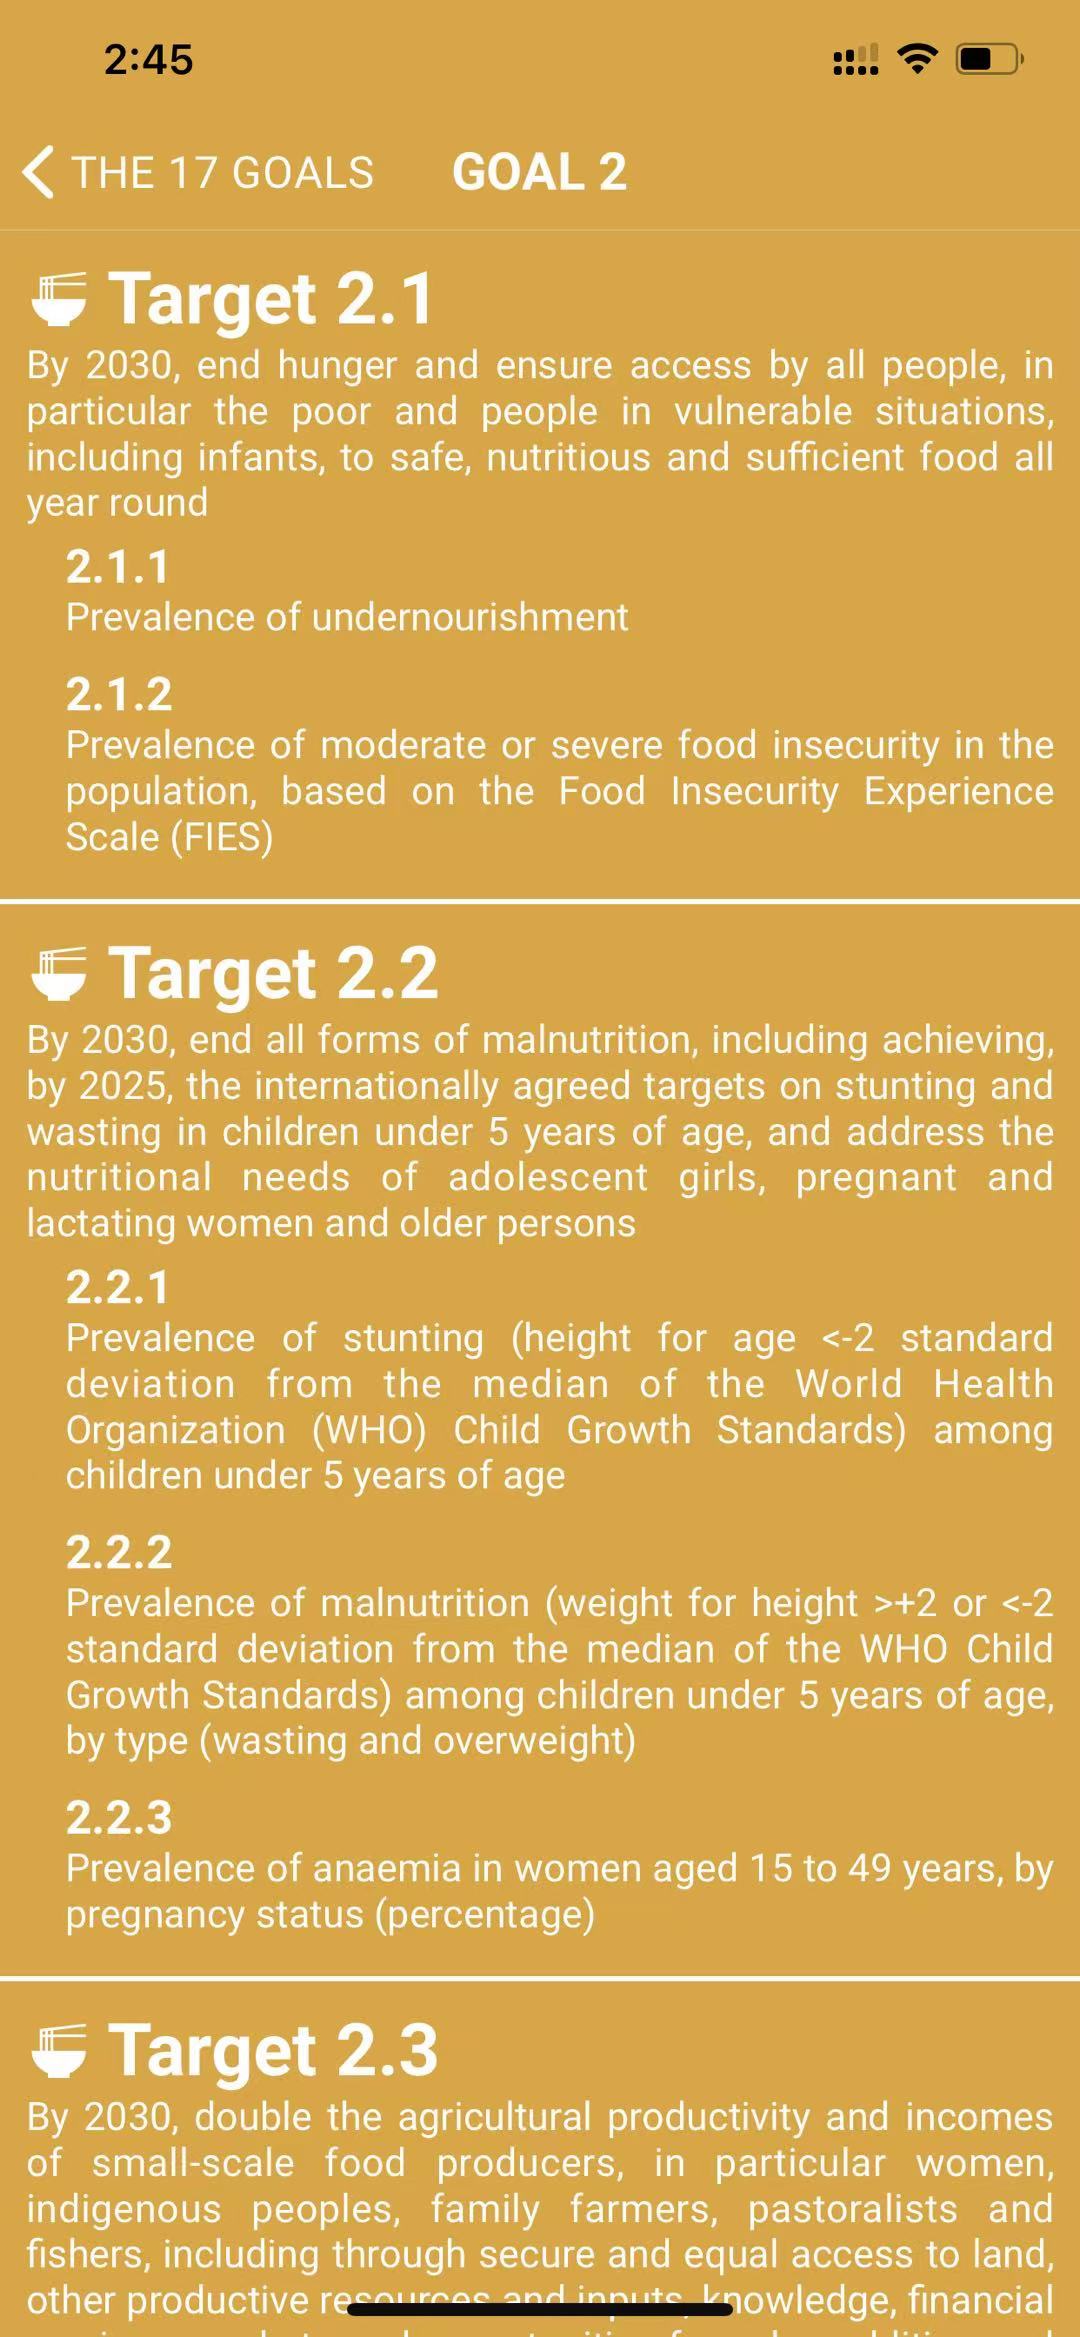 2:45
THE 17 GOALS GOAL 2
Target 2.1
By 2030, end hunger and ensure access by all people, in
particular the poor and people in vulnerable situations,
including infants, to safe, nutritious and sufficient food all
year round
2.1.1
Prevalence of undernourishment
2.1.2
Prevalence of moderate or severe food insecurity in the
population, based on the Food Insecurity Experience
Scale (FIES)
Target 2.2
By 2030, end all forms of malnutrition, including achieving,
by 2025, the internationally agreed targets on stunting and
wasting in children under 5 years of age, and address the
nutritional needs of adolescent girls, pregnant and
lactating women and older persons
2.2.1
Prevalence of stunting (height for age <-2 standard
deviation from the median of the World Health
Organization (WHO) Child Growth Standards) among
children under 5 years of age
2.2.2
Prevalence of malnutrition (weight for height >+2 or <-2
standard deviation from the median of the WHO Child
Growth Standards) among children under 5 years of age,
by type (wasting and overweight)
2.2.3
Prevalence of anaemia in women aged 15 to 49 years, by
pregnancy status (percentage)
Target 2.3
By 2030, double the agricultural productivity and incomes
of small-scale food producers, in particular women,
indigenous peoples, family farmers, pastoralists and
fishers, including through secure and equal access to land,
other productive resources and inputs, knowledge, financial